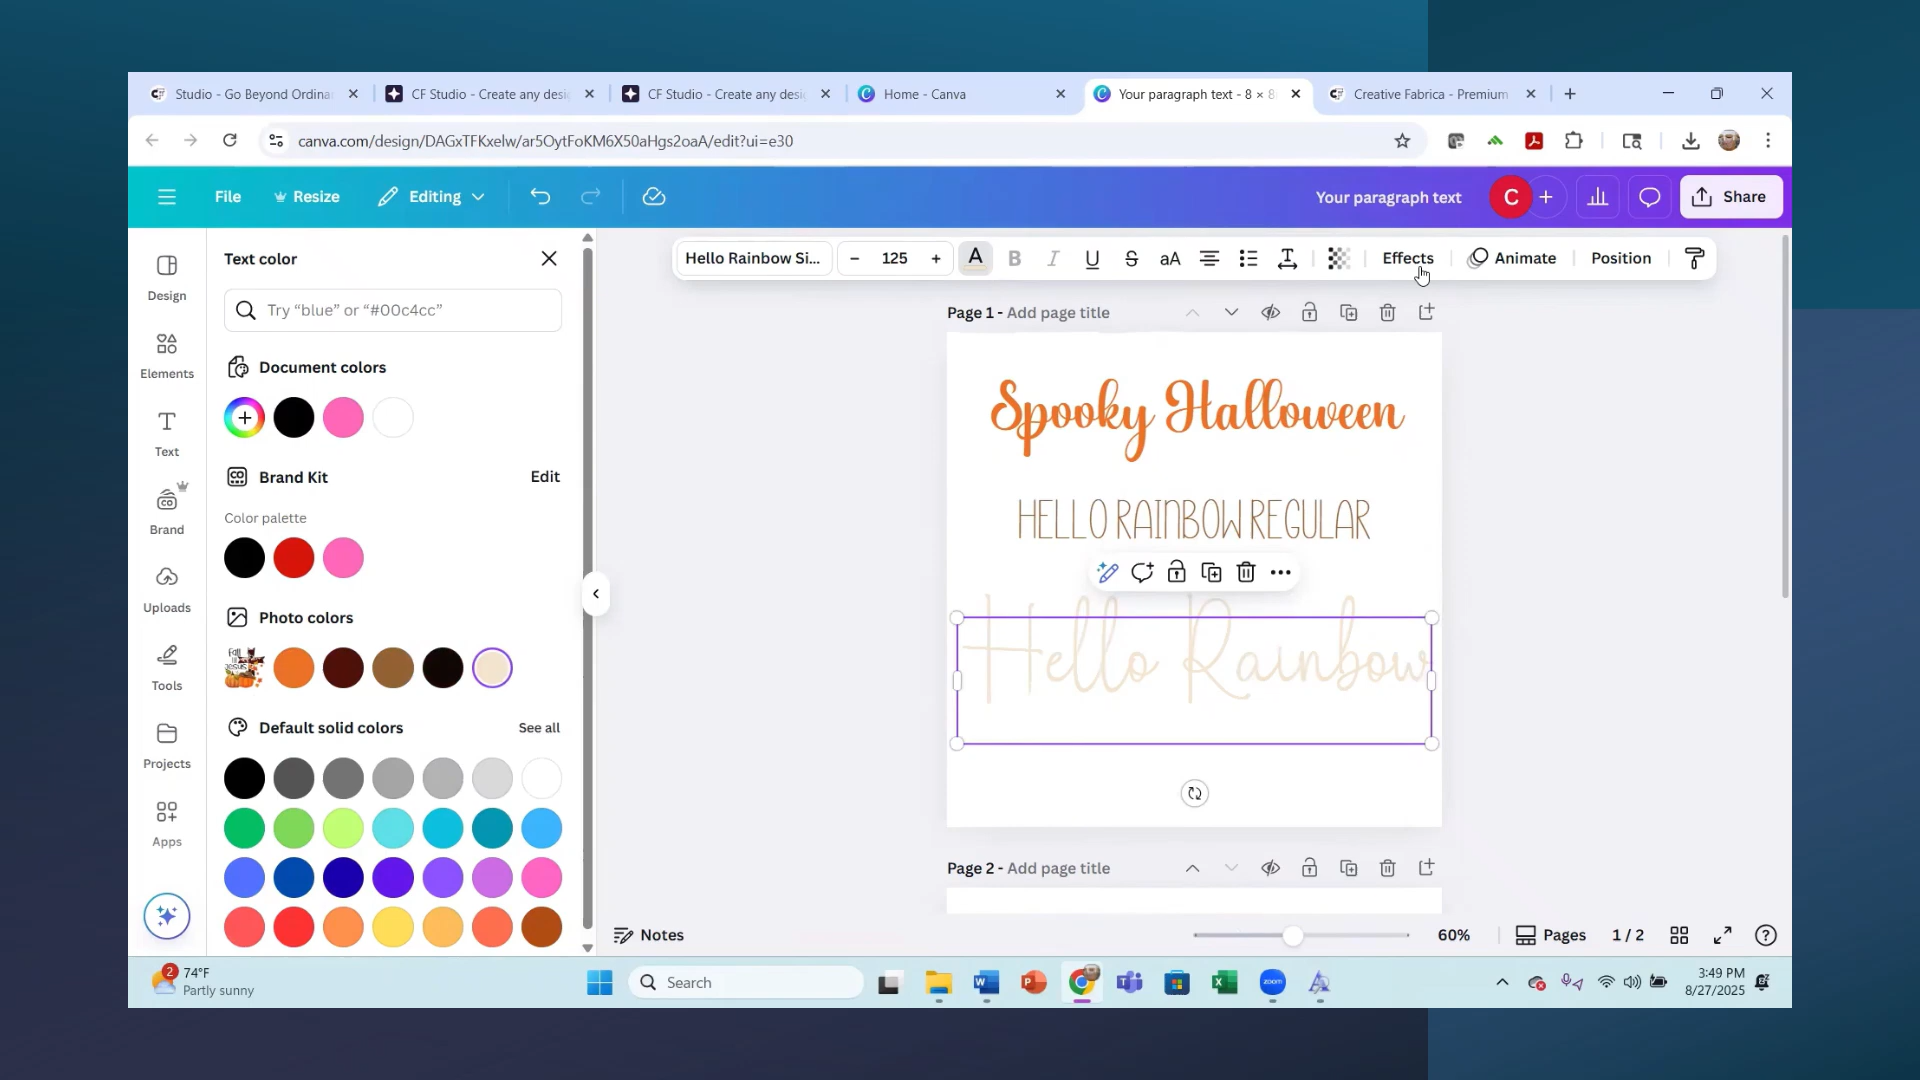 Studio - Go Beyond Ordina
CF Studio - Create any desi
CF Studio - Create any desi
Home - Canva
Your paragraph text - 8 × 8
Creative Fabrica - Premium
canva.com/design/DAGxTFKxelw/ar5OytFoKM6X50aHgs2oaA/edit?ui=e30
File
Resize
Editing
Your paragraph text
C
Share
Design
Elements
Text
Brand
Uploads
Tools
Projects
Apps
Text color
Try “blue” or “#00c4cc”
Document colors
Brand Kit
Edit
Color palette
Photo colors
Default solid colors
See all
Hello Rainbow Si...
125
A
B
I
U
S
aA
Effects
Animate
Position
Page 1 - Add page title
Spooky Halloween
HELLO RAINBOW REGULAR
Hello Rainbow
Page 2 - Add page title
Notes
60%
Pages
1 / 2
2
74°F
Partly sunny
Search
zoom
3:49 PM
8/27/2025